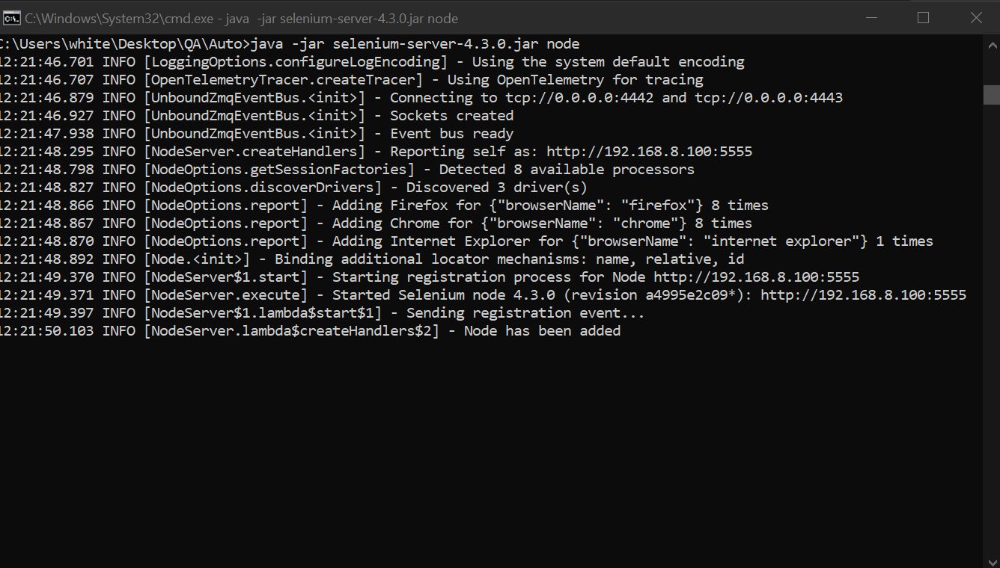 C:\Windows\System32\cmd.exe - java  -jar selenium-server-4.3.0.jar node
C:\Users\white\Desktop\QA\Auto>java -jar selenium-server-4.3.0.jar node
12:21:46.701 INFO [LoggingOptions.configureLogEncoding] - Using the system default encoding
12:21:46.707 INFO [OpenTelemetryTracer.createTracer] - Using OpenTelemetry for tracing
12:21:46.879 INFO [UnboundZmqEventBus.<init>] - Connecting to tcp://0.0.0.0:4442 and tcp://0.0.0.0:4443
12:21:46.927 INFO [UnboundZmqEventBus.<init>] - Sockets created
12:21:47.938 INFO [UnboundZmqEventBus.<init>] - Event bus ready
12:21:48.295 INFO [NodeServer.createHandlers] - Reporting self as: http://192.168.8.100:5555
12:21:48.798 INFO [NodeOptions.getSessionFactories] - Detected 8 available processors
12:21:48.827 INFO [NodeOptions.discoverDrivers] - Discovered 3 driver(s)
12:21:48.866 INFO [NodeOptions.report] - Adding Firefox for {"browserName": "firefox"} 8 times
12:21:48.867 INFO [NodeOptions.report] - Adding Chrome for {"browserName": "chrome"} 8 times
12:21:48.870 INFO [NodeOptions.report] - Adding Internet Explorer for {"browserName": "internet explorer"} 1 times
12:21:48.892 INFO [Node.<init>] - Binding additional locator mechanisms: name, relative, id
12:21:49.370 INFO [NodeServer$1.start] - Starting registration process for Node http://192.168.8.100:5555
12:21:49.371 INFO [NodeServer.execute] - Started Selenium node 4.3.0 (revision a4995e2c09*): http://192.168.8.100:5555
12:21:49.397 INFO [NodeServer$1.lambda$start$1] - Sending registration event...
12:21:50.103 INFO [NodeServer.lambda$createHandlers$2] - Node has been added